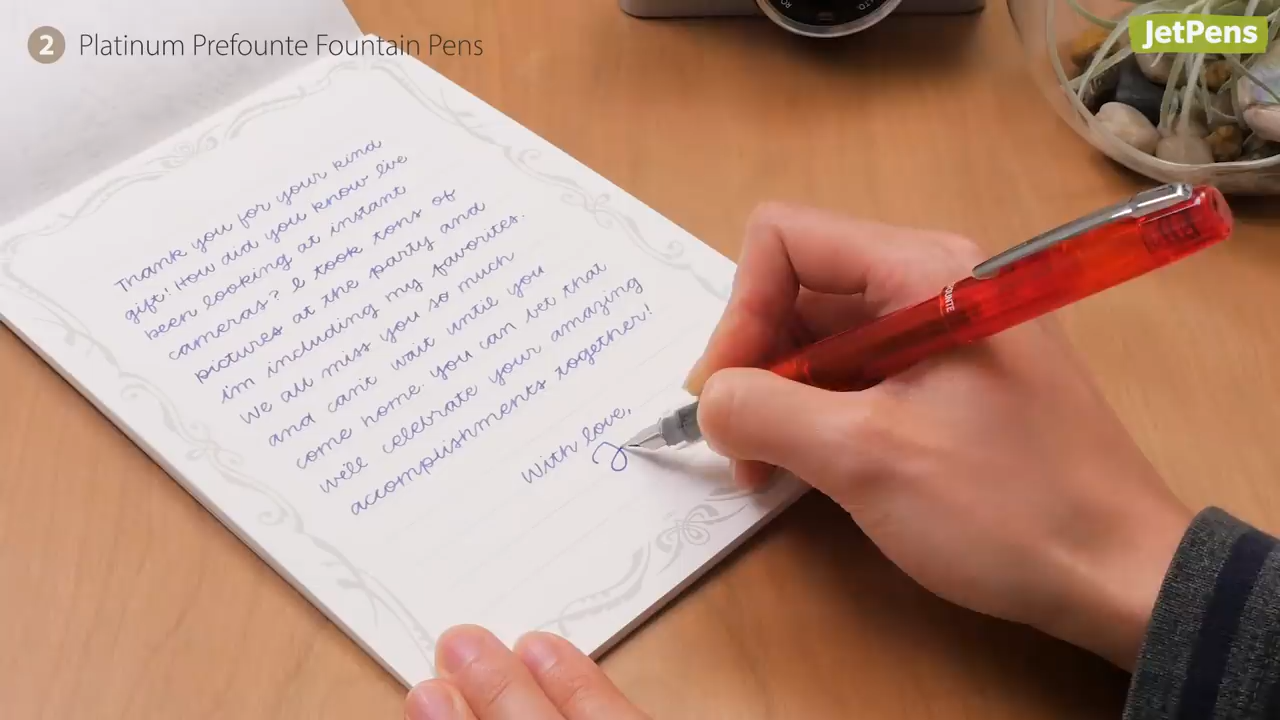 2 Platinum Prefounte Fountain Pens
JetPens
Thank you for your kind
gift! How did you know I've
been looking at instant
cameras? I took tons of
pictures at the party and
I'm including my favorites.
We all miss you so much
and can't wait until you
come home. You can bet that
we'll celebrate your amazing
accomplishments together!
With love,
J